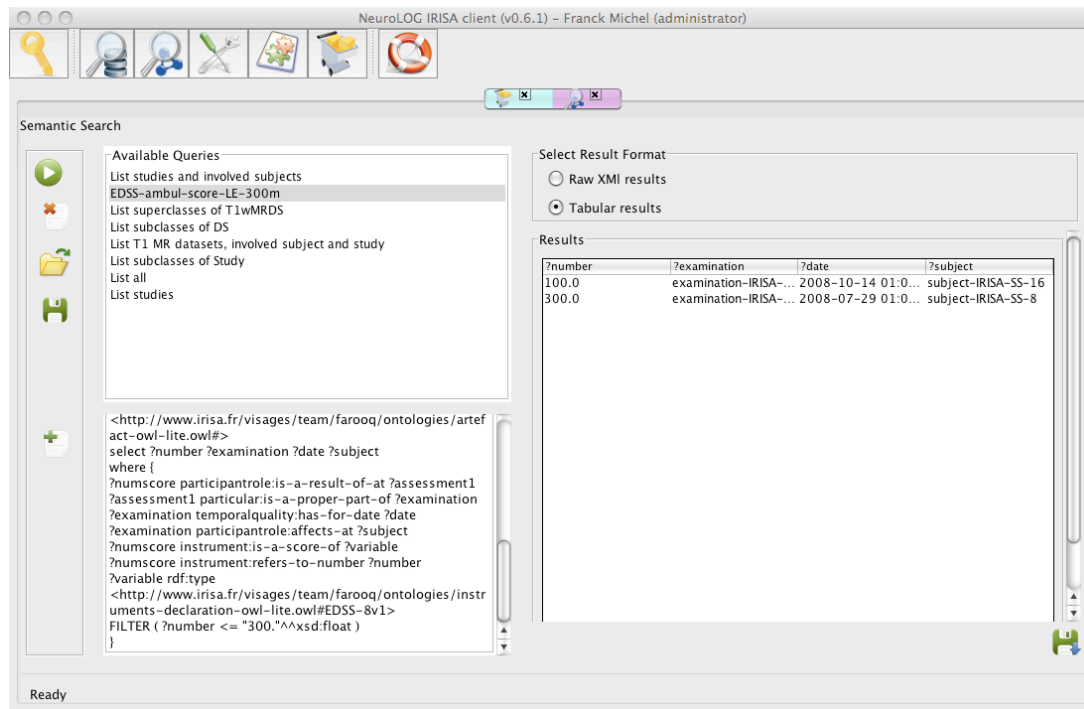 NeuroLOG IRISA client (v0.6.1) – Franck Michel (administrator)
Semantic Search
Available Queries
List studies and involved subjects
EDSS-ambul-score-LE-300m
List superclasses of T1wMRDS
List subclasses of DS
List T1 MR datasets, involved subject and study
List subclasses of Study
List all
List studies
<http://www.irisa.fr/visages/team/farooq/ontologies/artef
act-owl-lite.owl#>
select ?number ?examination ?date ?subject
where {
?numscore participantrole:is-a-result-of-at ?assessment1
?assessment1 particular:is-a-proper-part-of ?examination
?examination temporalquality:has-for-date ?date
?examination participantrole:affects-at ?subject
?numscore instrument:is-a-score-of ?variable
?numscore instrument:refers-to-number ?number
?variable rdf:type
<http://www.irisa.fr/visages/team/farooq/ontologies/instr
uments-declaration-owl-lite.owl#EDSS-8v1>
FILTER ( ?number <= "300."^^xsd:float )
}
Select Result Format
Raw XMl results
Tabular results
Results
?number ?examination ?date ?subject
100.0 examination-IRISA-... 2008-10-14 01:0... subject-IRISA-SS-16
300.0 examination-IRISA-... 2008-07-29 01:0... subject-IRISA-SS-8
Ready